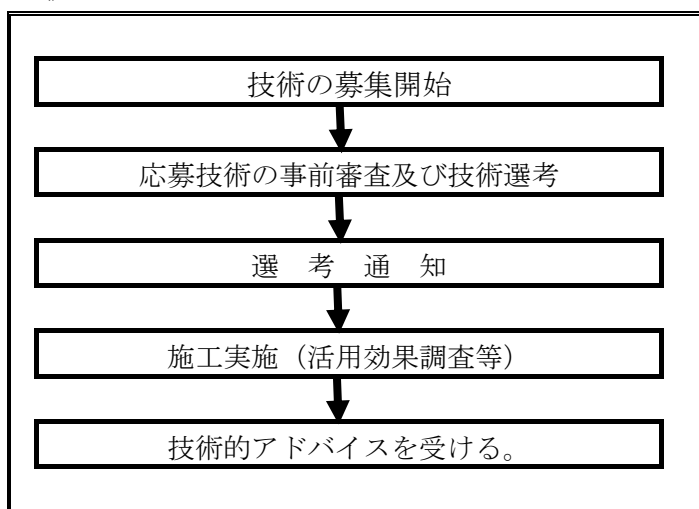 技術の募集開始
応募技術の事前審査及び技術選考
選　考　通　知
施工実施（活用効果調査等）
技術的アドバイスを受ける。